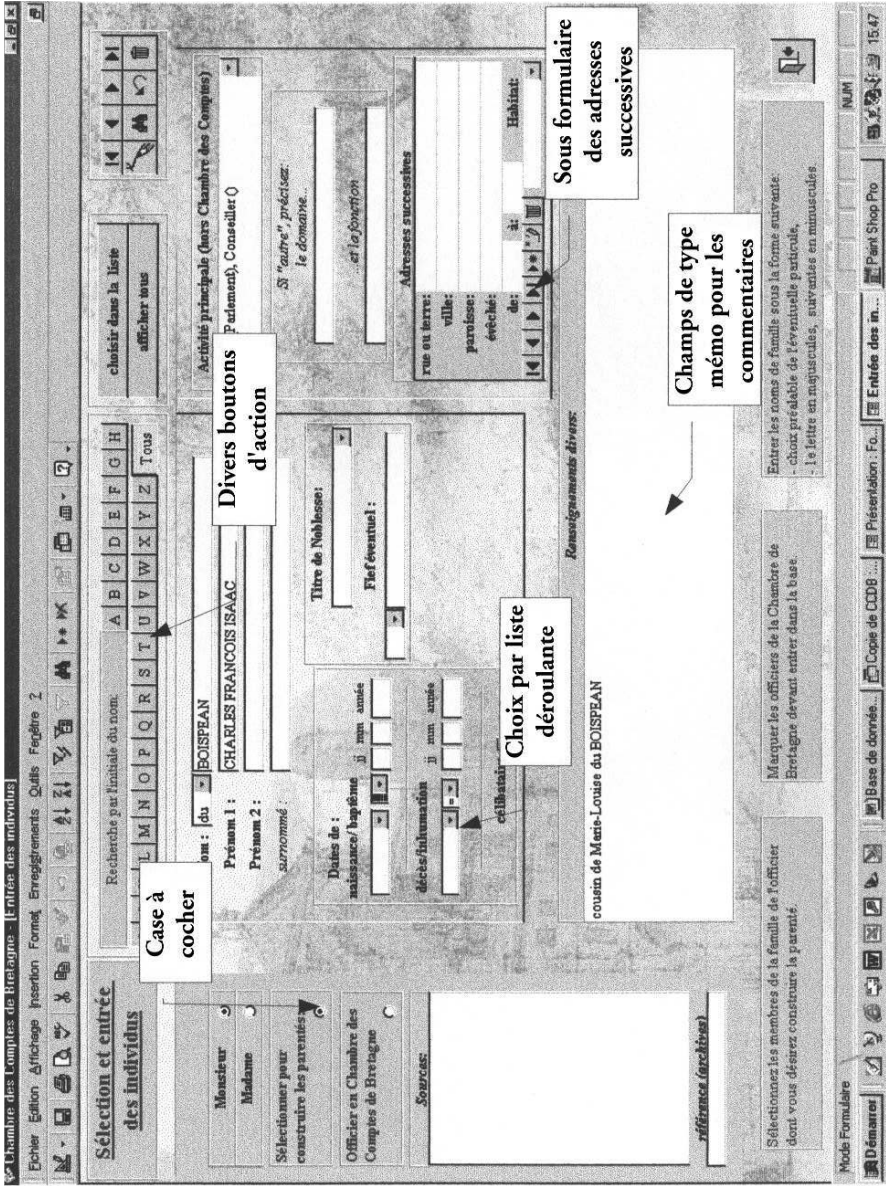 Chambre des Comptes de Bretagne - [Entrée des individus]
Fichier Edition Affichage Insertion Format Enregistrements Outils Fenêtre ?
Sélection et entrée
des individus
Recherche par l'initiale du nom:
A B C D E F G H
L M N O P Q R S T U V W X Y Z Tous
choisir dans la liste
afficher tous
Monsieur
Madame
Sélectionner pour
construire les parentés:
Officier en Chambre des
Comptes de Bretagne
Sources:
référence (archives)
Case à
cocher
om : du BOISPEAN
Prénom 1 : CHARLES FRANCOIS ISAAC
Prénom 2 :
surnommé :
Divers boutons
d'action
Dates de :
naissance/baptême
jj mm année
décès/inhumation
=
jj mm année
célibatair
Titre de Noblesse:
Fief éventuel :
Choix par liste
déroulante
Activité principale (hors Chambre des Comptes)
Parlement), Conseiller ()
Si "autre", précisez:
le domaine...
...et la fonction
Adresses successives
rue ou terre:
ville:
paroisse:
évêché:
de: à: Habitat:
Sous formulaire
des adresses
successives
Renseignements divers:
cousin de Marie-Louise du BOISPEAN
Champs de type
mémo pour les
commentaires
Sélectionnez les membres de la famille de l'officier
dont vous désirez construire la parenté.
Marquer les officiers de la Chambre de
Bretagne devant entrer dans la base.
Entrer les noms de famille sous la forme suivante:
- choix préalable de l'éventuelle particule,
- 1e lettre en majuscules, suivantes en minuscules.
Mode Formulaire
NUM
Démarrer
Base de donnée...
Copie de CCDB :...
Présentation : Fo...
Entrée des in...
Paint Shop Pro
15:47